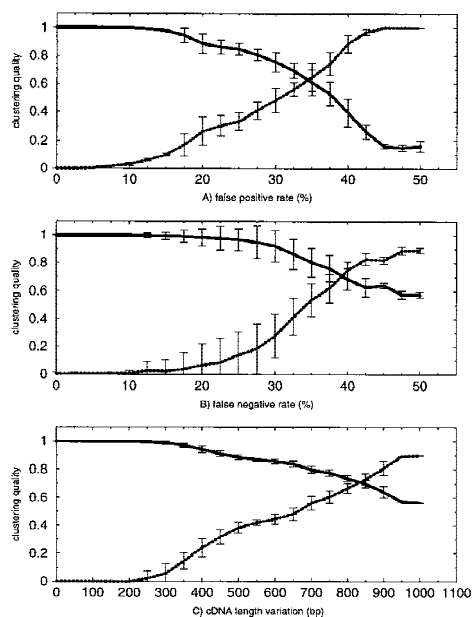 1
0.8
0.6
0.4
0.2
0
clustering quality
0 10 20 30 40 50
A) false positive rate (%)
1
0.8
0.6
0.4
0.2
0
clustering quality
0 10 20 30 40 50
B) false negative rate (%)
1
0.8
0.6
0.4
0.2
0
clustering quality
0 100 200 300 400 500 600 700 800 900 1000 1100
C) cDNA length variation (bp)